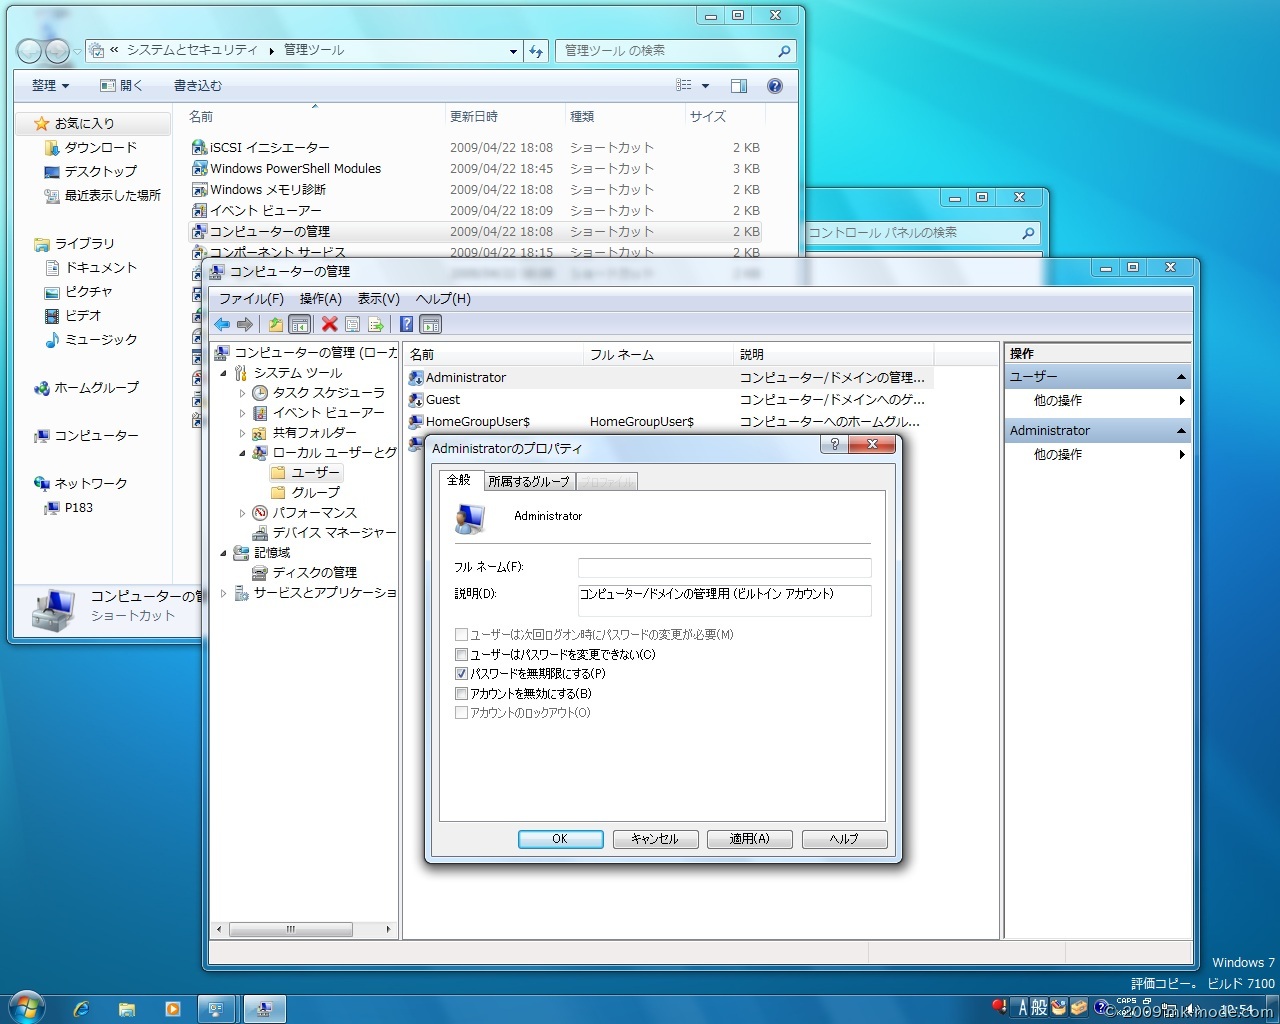 « システムとセキュリティ ▸ 管理ツール
管理ツール の検索
整理 開く 書き込む
お気に入り
ダウンロード
デスクトップ
最近表示した場所
ライブラリ
ドキュメント
ピクチャ
ビデオ
ミュージック
ホームグループ
コンピューター
ネットワーク
P183
名前 更新日時 種類 サイズ
iSCSI イニシエーター 2009/04/22 18:08 ショートカット 2 KB
Windows PowerShell Modules 2009/04/22 18:45 ショートカット 3 KB
Windows メモリ診断 2009/04/22 18:08 ショートカット 2 KB
イベント ビューアー 2009/04/22 18:09 ショートカット 2 KB
コンピューターの管理 2009/04/22 18:08 ショートカット 2 KB
コンポーネント サービス 2009/04/22 18:15 ショートカット 2 KB
コンピューターの管
ショートカット
コントロール パネルの検索
コンピューターの管理
ファイル(F) 操作(A) 表示(V) ヘルプ(H)
コンピューターの管理 (ローカ
システム ツール
タスク スケジューラ
イベント ビューアー
共有フォルダー
ローカル ユーザーとグ
ユーザー
グループ
パフォーマンス
デバイス マネージャー
記憶域
ディスクの管理
サービスとアプリケーショ
名前 フル ネーム 説明
Administrator コンピューター/ドメインの管理...
Guest コンピューター/ドメインへのゲ...
HomeGroupUser$ HomeGroupUser$ コンピューターへのホームグル...
操作
ユーザー
他の操作
Administrator
他の操作
Administratorのプロパティ
全般 所属するグループ プロファイル
Administrator
フル ネーム(F):
説明(D): コンピューター/ドメインの管理用 (ビルトイン アカウント)
ユーザーは次回ログオン時にパスワードの変更が必要(M)
ユーザーはパスワードを変更できない(C)
パスワードを無期限にする(P)
アカウントを無効にする(B)
アカウントのロックアウト(O)
OK キャンセル 適用(A) ヘルプ
Windows 7
評価コピー。 ビルド 7100
A 般 CAPS
10:54
© 2009 mk-mode.com